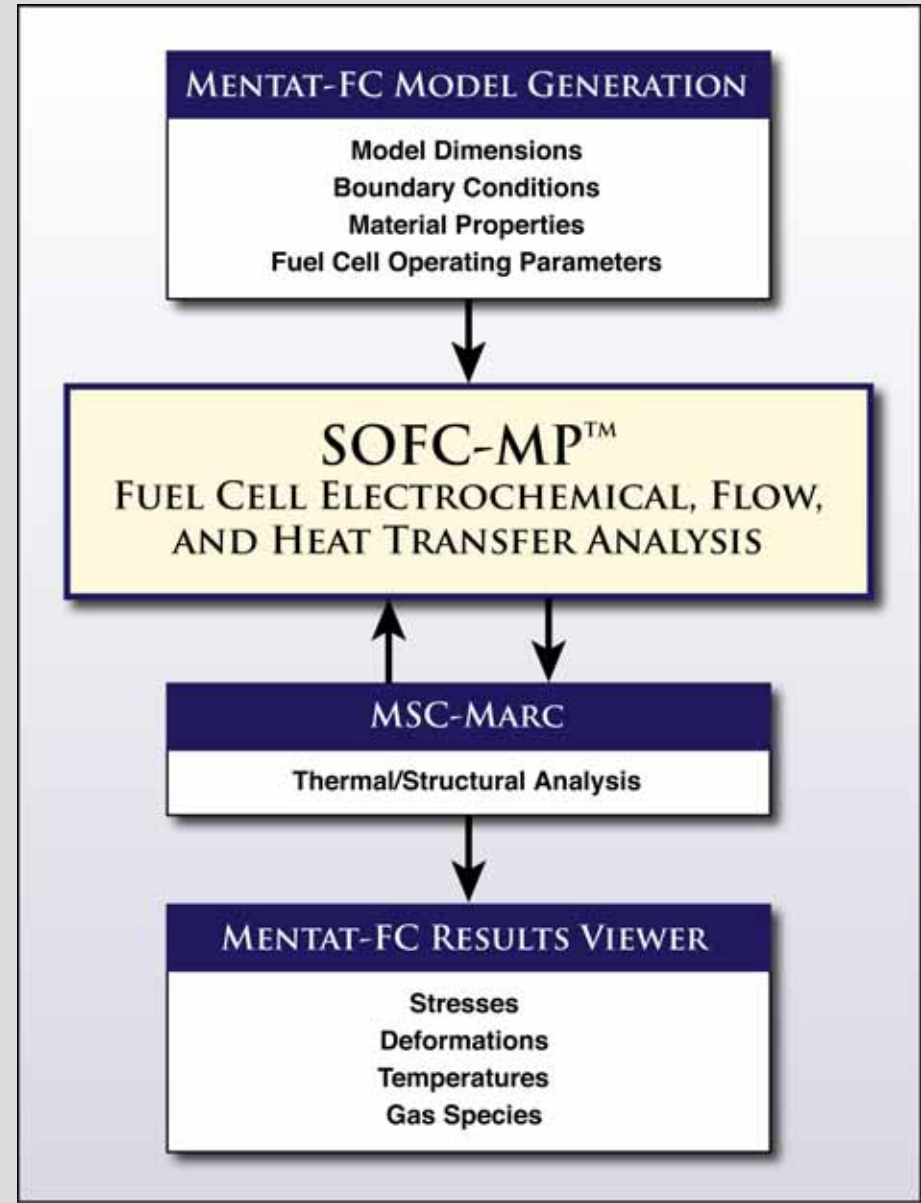 MENTAT-FC MODEL GENERATION
Model Dimensions
Boundary Conditions
Material Properties
Fuel Cell Operating Parameters
SOFC-MP™
FUEL CELL ELECTROCHEMICAL, FLOW,
AND HEAT TRANSFER ANALYSIS
MSC-MARC
Thermal/Structural Analysis
MENTAT-FC RESULTS VIEWER
Stresses
Deformations
Temperatures
Gas Species